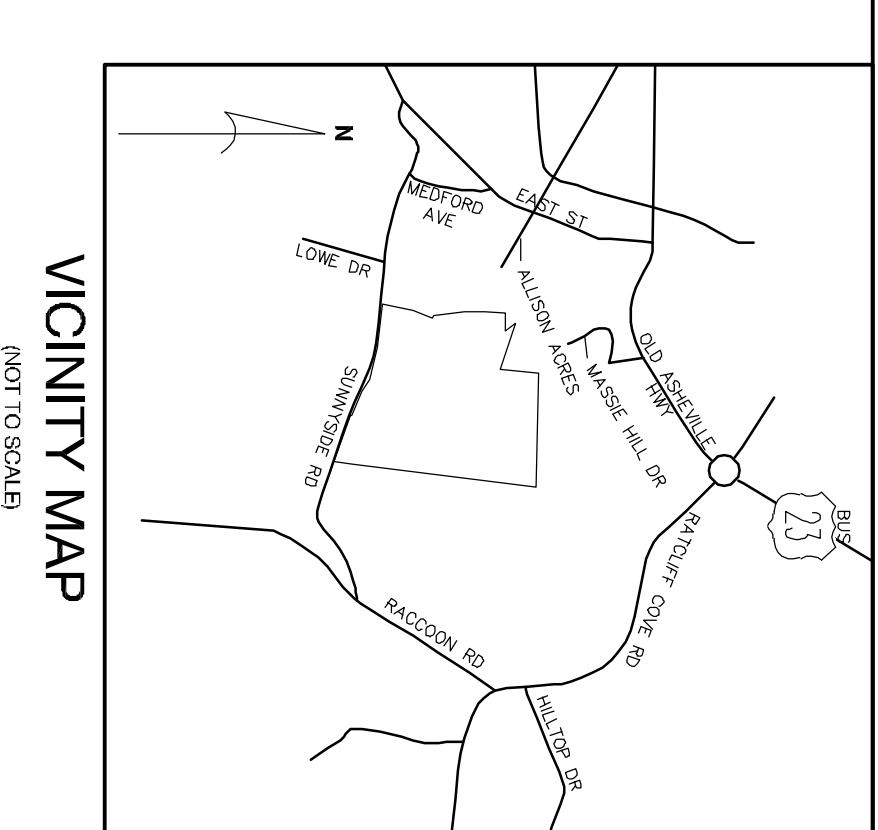 N
BUS
23
OLD ASHEVILLE
HWY
EAST ST
MASSIE HILL DR
RATCLIFF COVE RD
ALLISON ACRES
MEDFORD
AVE
HILLTOP DR
LOWE DR
SUNNYSIDE RD
RACCOON RD
VICINITY MAP
(NOT TO SCALE)